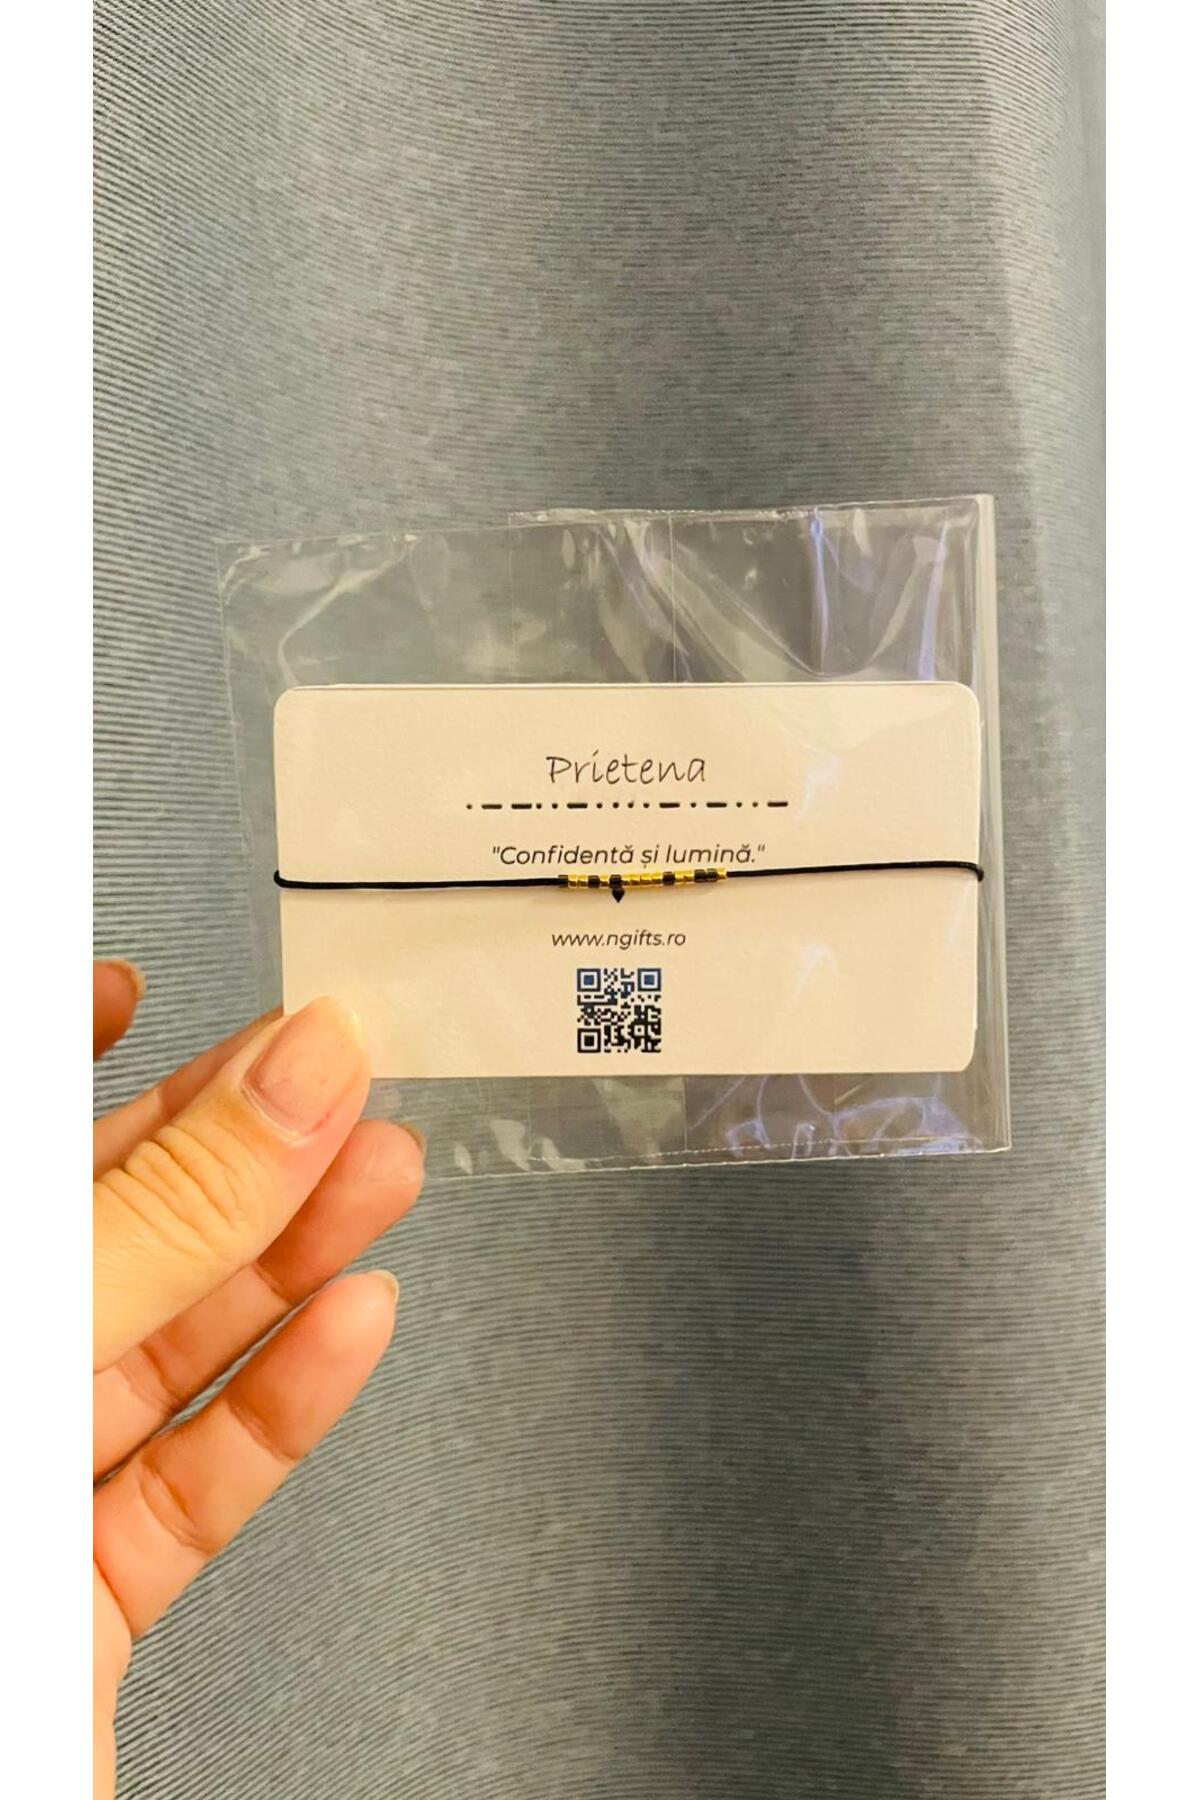 Prietena
"Confidentă și lumină."
www.ngifts.ro